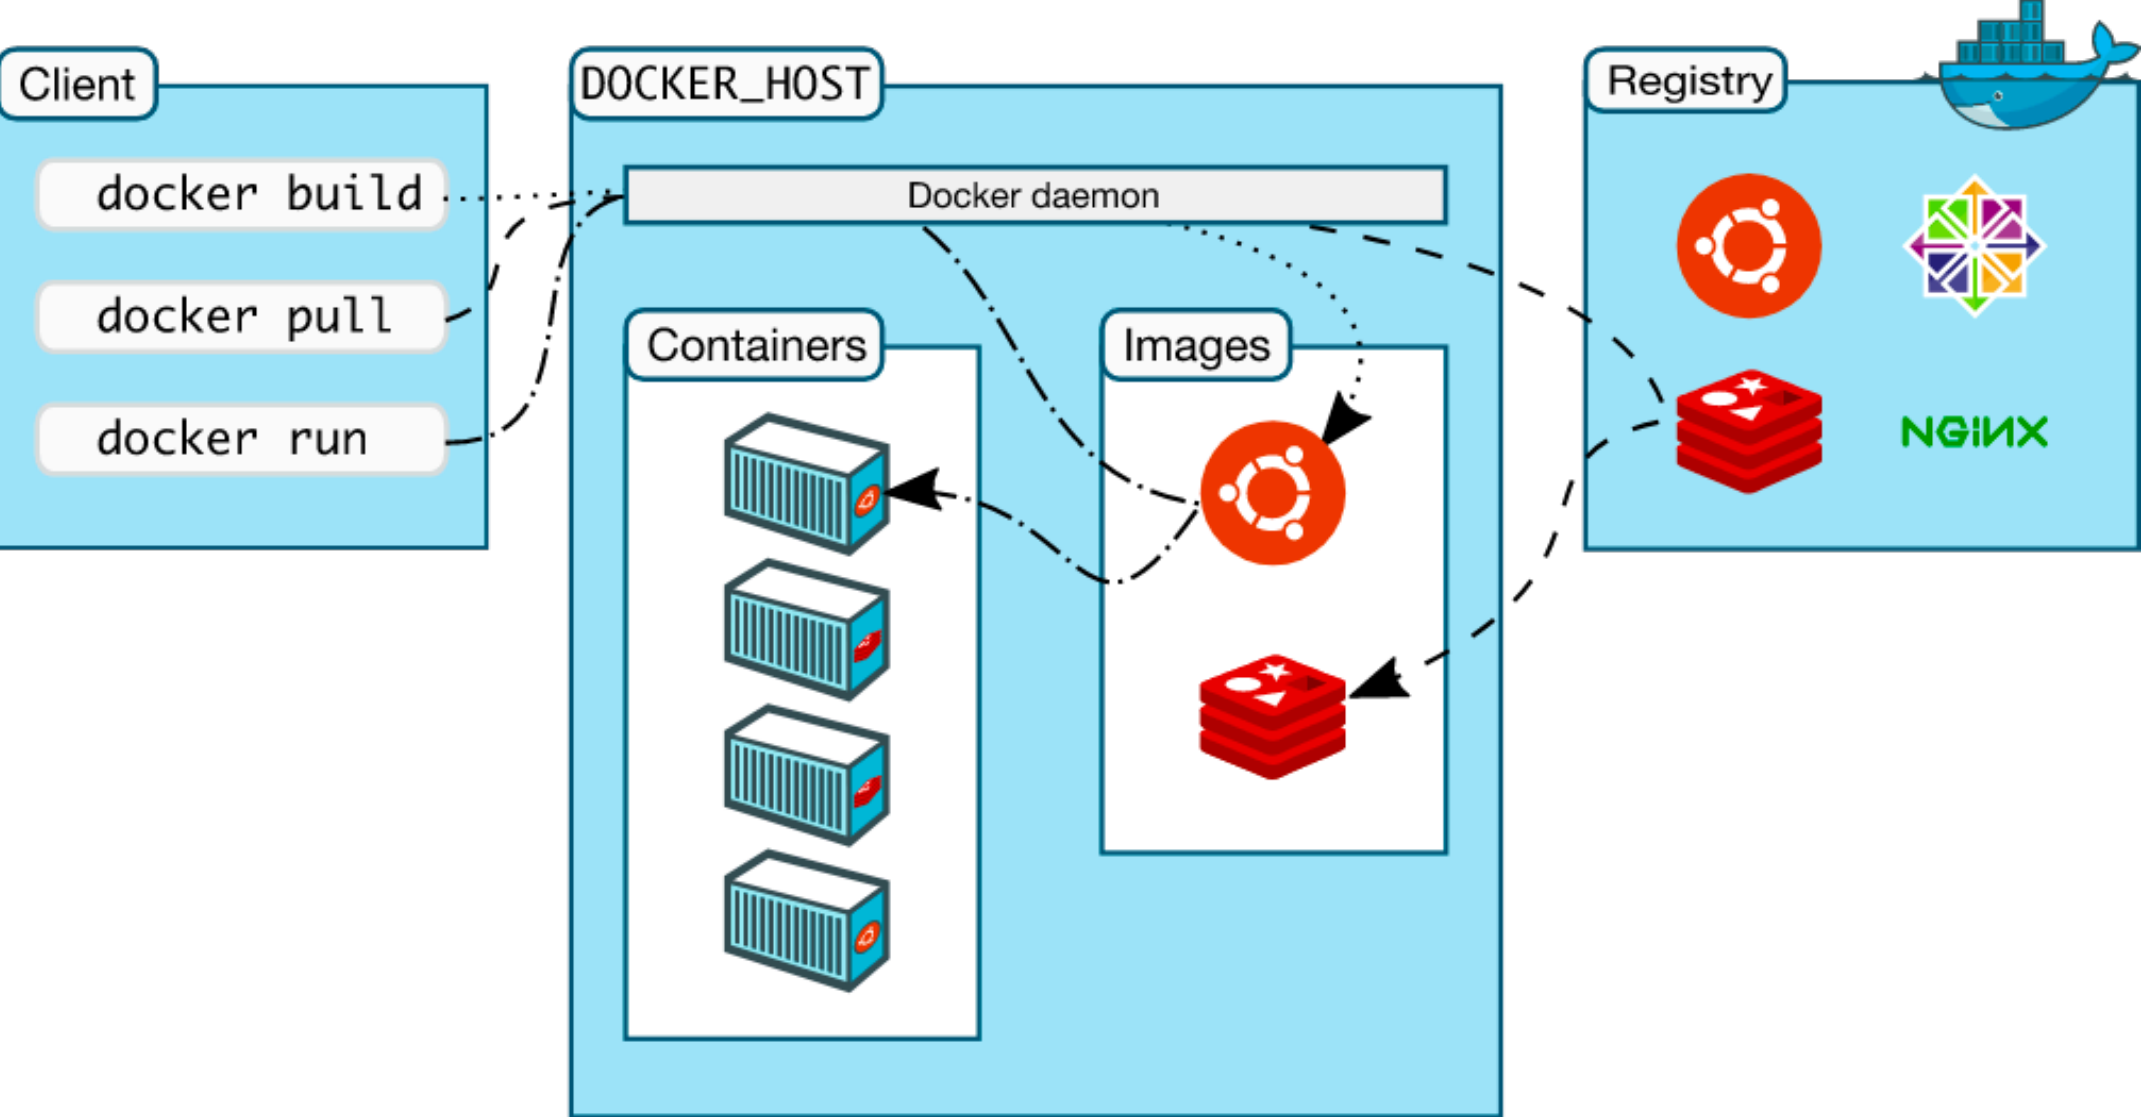 Client
docker build
docker pull
docker run
DOCKER_HOST
Docker daemon
Containers
Images
Registry
NGiNX